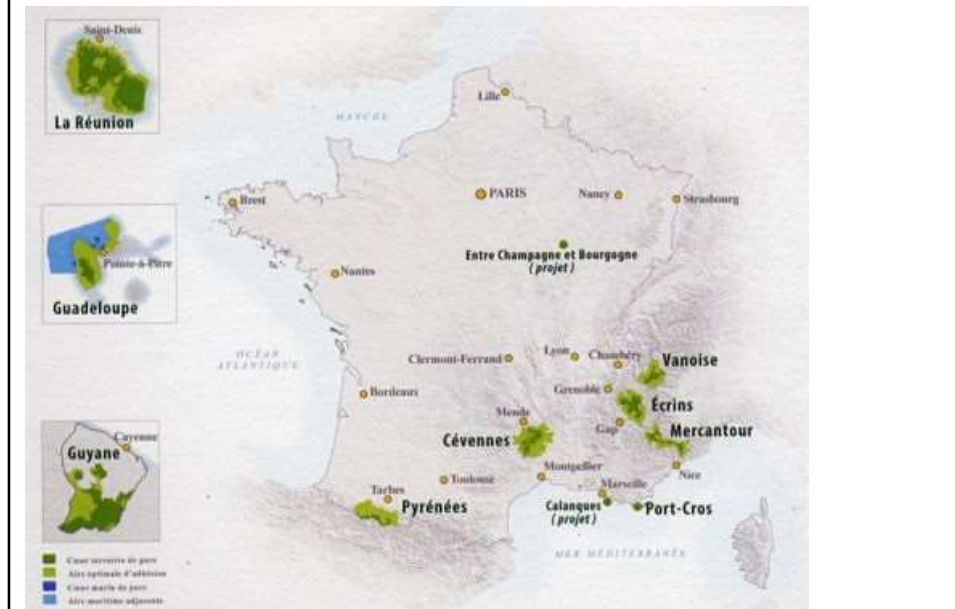 Saint-Denis
La Réunion
MANCHE
Lille
Brest
PARIS
Nancy
Strasbourg
Pointe-à-Pitre
Guadeloupe
Entre Champagne et Bourgogne
(projet)
Nantes
OCÉAN
ATLANTIQUE
Clermont-Ferrand
Lyon
Chambéry
Vanoise
Bordeaux
Grenoble
Écrins
Mende
Gap
Mercantour
Cévennes
Cayenne
Guyane
Toulouse
Montpellier
Nice
Tarbes
Marseille
Pyrénées
Calanques
(projet)
Port-Cros
MER MÉDITERRANÉE
Cœur terrestre de parc
Aire optimale d'adhésion
Cœur marin de parc
Aire maritime adjacente